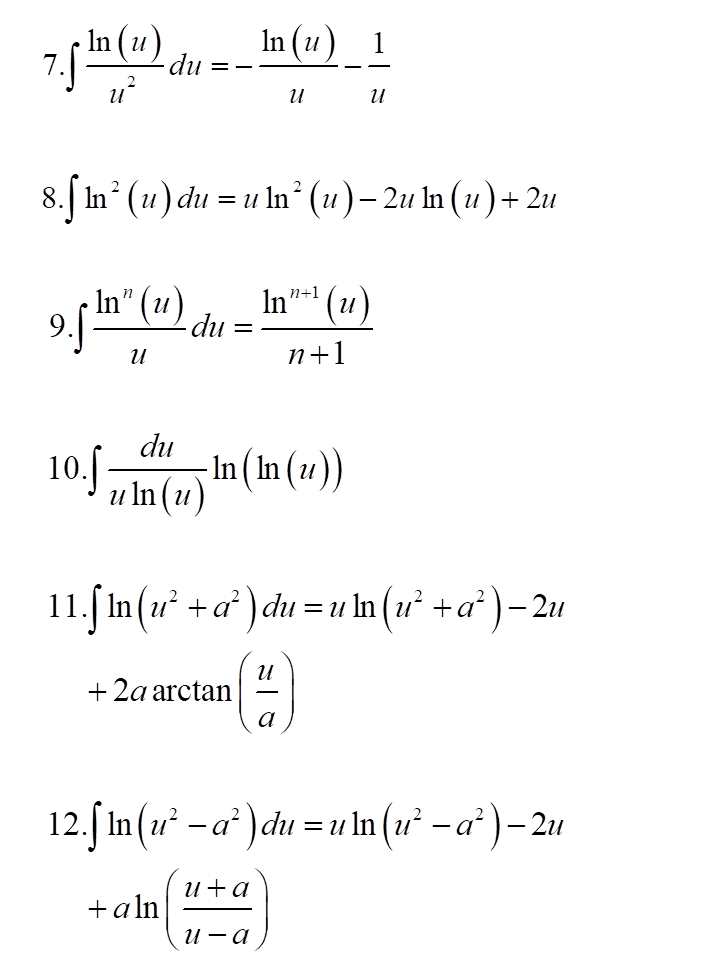 7.∫ ln(u)/u² du = − ln(u)/u − 1/u
8.∫ ln²(u) du = u ln²(u) − 2u ln(u) + 2u
9.∫ lnⁿ(u)/u du = lnⁿ⁺¹(u)/(n+1)
10.∫ du/(u ln(u)) ln(ln(u))
11.∫ ln(u² + a²) du = u ln(u² + a²) − 2u
+ 2a arctan(u/a)
12.∫ ln(u² − a²) du = u ln(u² − a²) − 2u
+ a ln((u + a)/(u − a))